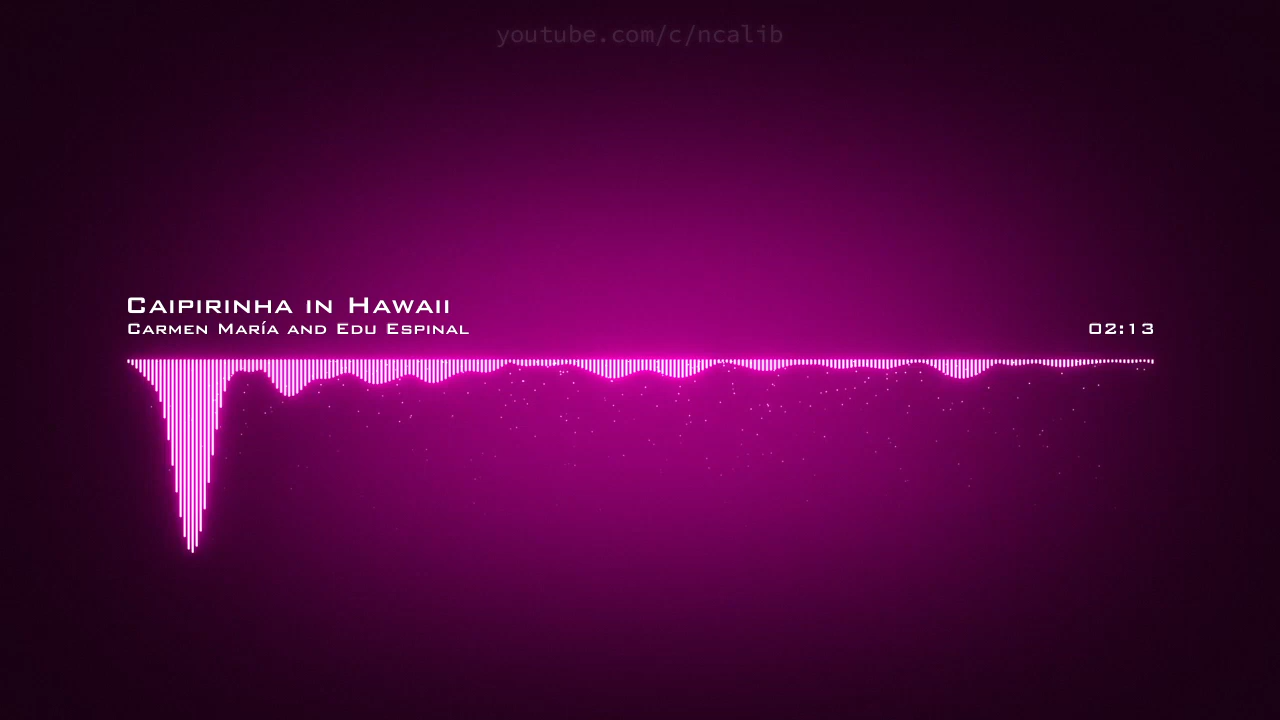 youtube.com/c/ncalib
Caipirinha in Hawaii
Carmen María and Edu Espinal
02:13